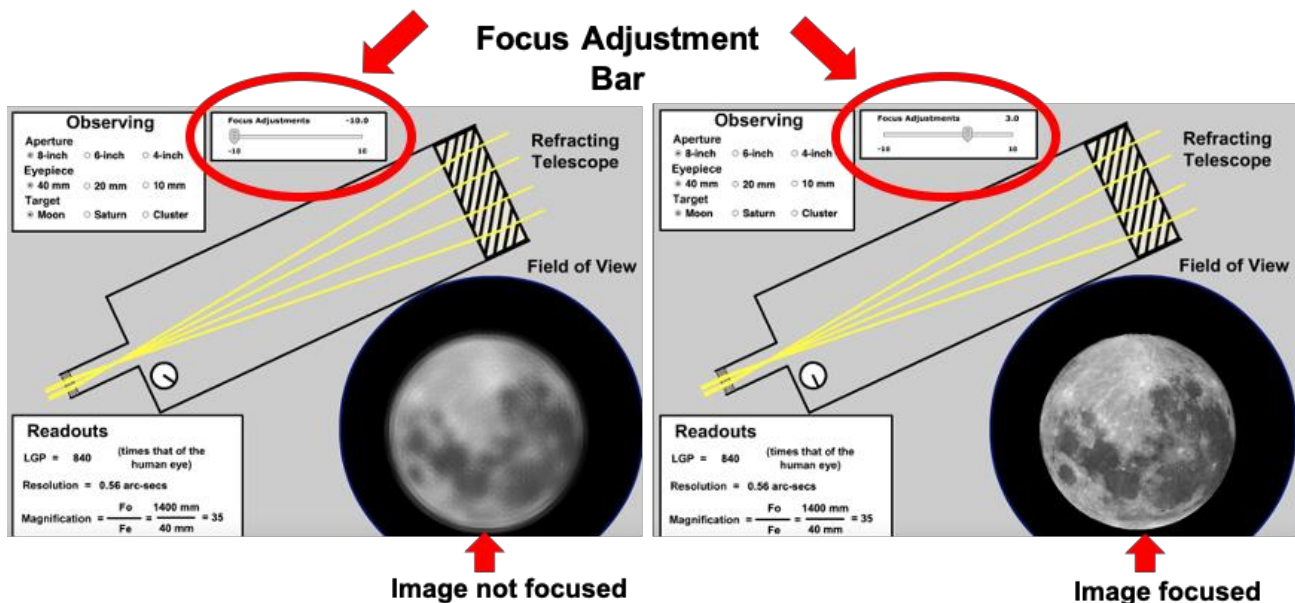 Focus Adjustment
Bar
Observing
Aperture
8-inch 6-inch 4-inch
Eyepiece
40 mm 20 mm 10 mm
Target
Moon Saturn Cluster
Focus Adjustments -10.0
-10 10
Refracting
Telescope
Field of View
Readouts
LGP = 840 (times that of the
human eye)
Resolution = 0.56 arc-secs
Magnification = Fo / Fe = 1400 mm / 40 mm = 35
Image not focused
Observing
Aperture
8-inch 6-inch 4-inch
Eyepiece
40 mm 20 mm 10 mm
Target
Moon Saturn Cluster
Focus Adjustments 3.0
-10 10
Refracting
Telescope
Field of View
Readouts
LGP = 840 (times that of the
human eye)
Resolution = 0.56 arc-secs
Magnification = Fo / Fe = 1400 mm / 40 mm = 35
Image focused